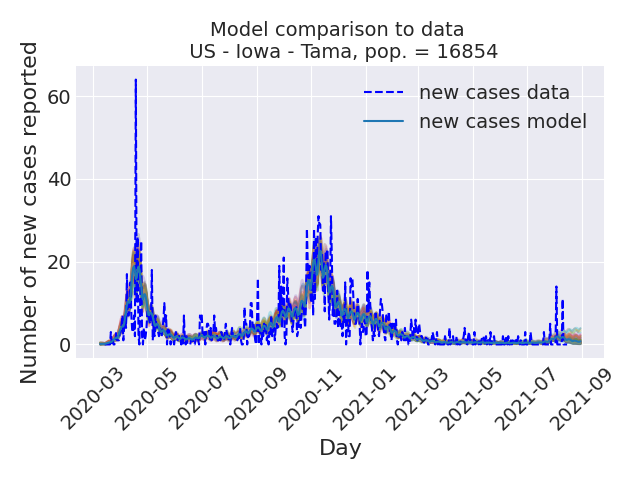 Model comparison to data
US - Iowa - Tama, pop. = 16854
Number of new cases reported
60
40
20
0
new cases data
new cases model
2020-03
2020-05
2020-07
2020-09
2020-11
2021-01
2021-03
2021-05
2021-07
2021-09
Day